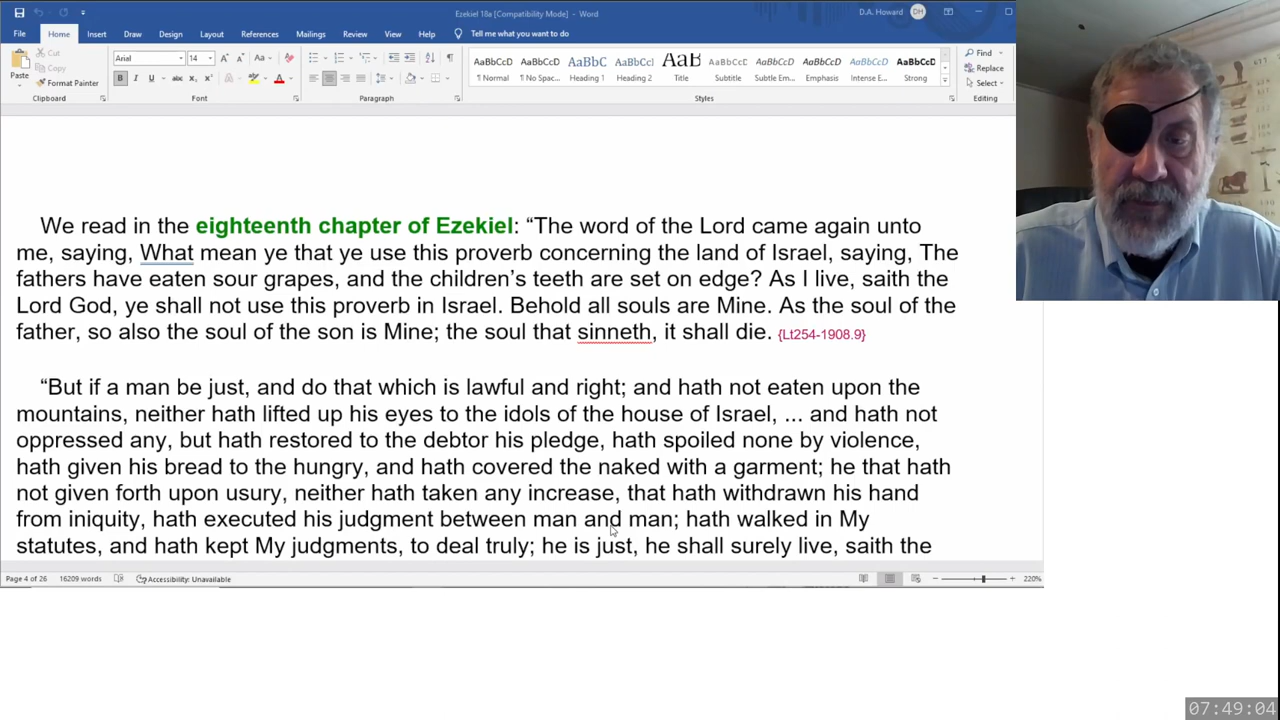 Ezekiel 18a [Compatibility Mode] - Word
D.A. Howard
DH
File Home Insert Draw Design Layout References Mailings Review View Help Tell me what you want to do
Paste
Cut
Copy
Format Painter
Clipboard
Arial 14
Font
Paragraph
AaBbCcD AaBbCcD AaBbC AaBbCcI AaB AaBbCcD AaBbCcD AaBbCcD AaBbCcD AaBbCcD
¶ Normal ¶ No Spac... Heading 1 Heading 2 Title Subtitle Subtle Em... Emphasis Intense E... Strong
Styles
Find
Replace
Select
Editing
We read in the eighteenth chapter of Ezekiel: “The word of the Lord came again unto
me, saying, What mean ye that ye use this proverb concerning the land of Israel, saying, The
fathers have eaten sour grapes, and the children’s teeth are set on edge? As I live, saith the
Lord God, ye shall not use this proverb in Israel. Behold all souls are Mine. As the soul of the
father, so also the soul of the son is Mine; the soul that sinneth, it shall die. {Lt254-1908.9}
“But if a man be just, and do that which is lawful and right; and hath not eaten upon the
mountains, neither hath lifted up his eyes to the idols of the house of Israel, ... and hath not
oppressed any, but hath restored to the debtor his pledge, hath spoiled none by violence,
hath given his bread to the hungry, and hath covered the naked with a garment; he that hath
not given forth upon usury, neither hath taken any increase, that hath withdrawn his hand
from iniquity, hath executed his judgment between man and man; hath walked in My
statutes, and hath kept My judgments, to deal truly; he is just, he shall surely live, saith the
Page 4 of 26 16209 words Accessibility: Unavailable 220%
07:49:04